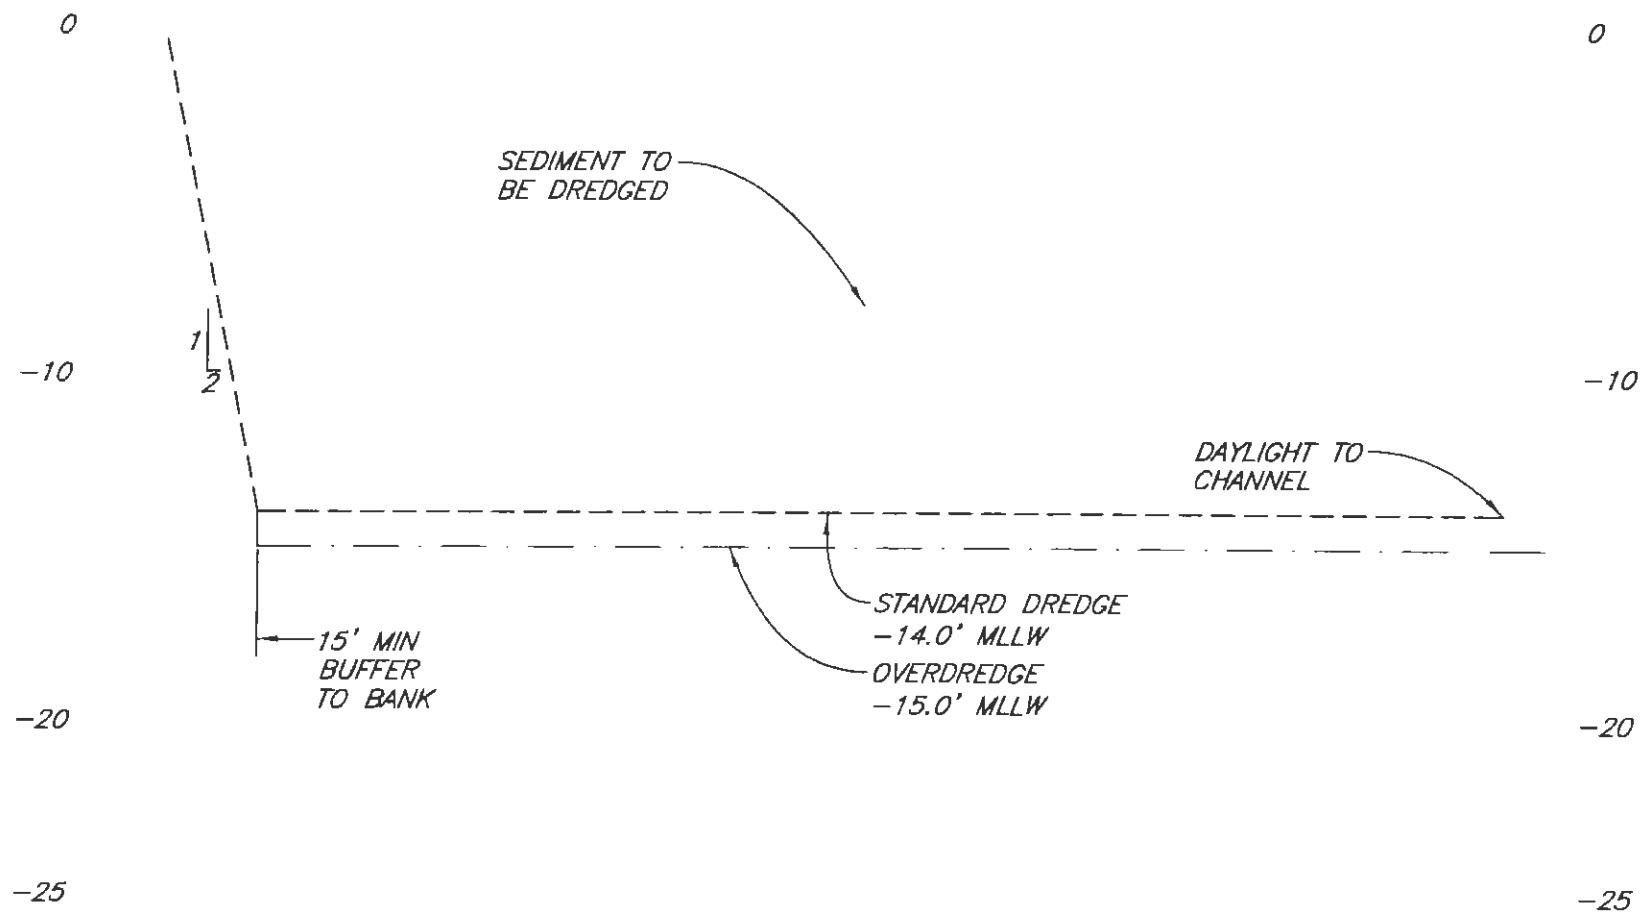 0
0
SEDIMENT TO
BE DREDGED
1
2
-10
-10
DAYLIGHT TO
CHANNEL
STANDARD DREDGE
-14.0' MLLW
15' MIN
BUFFER
TO BANK
OVERDREDGE
-15.0' MLLW
-20
-20
-25
-25